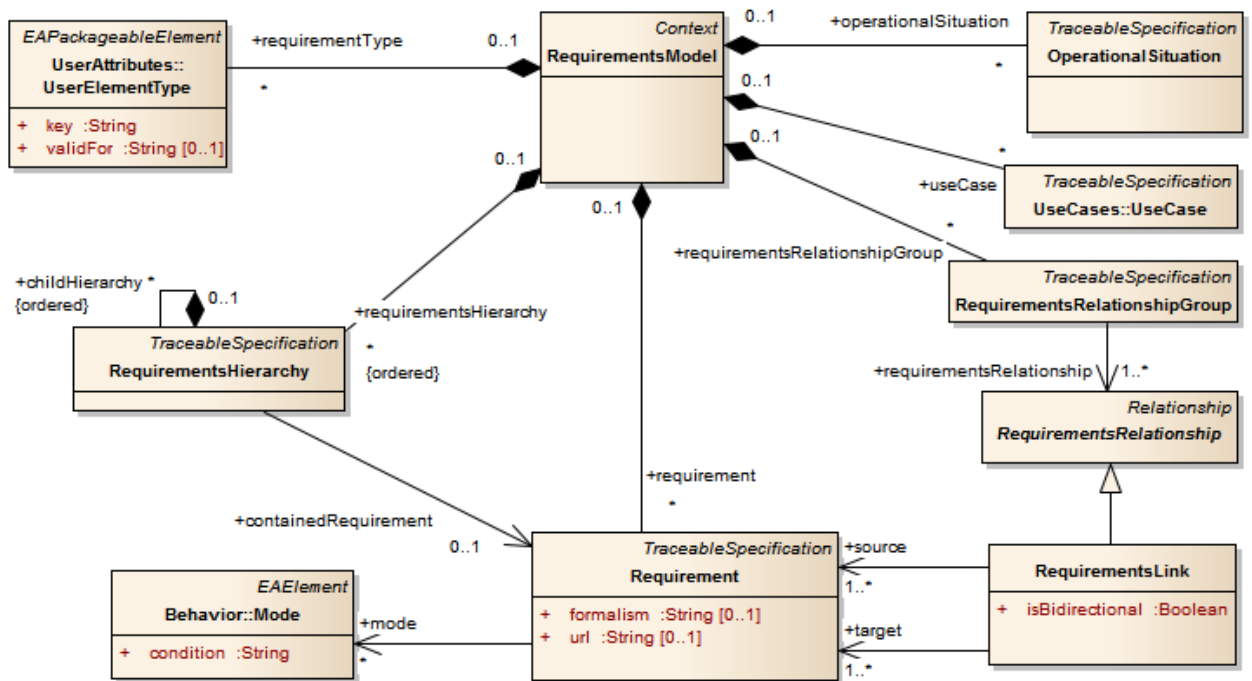 EAPackageableElement
UserAttributes::
UserElementType
+ key :String
+ validFor :String [0..1]
+requirementType
*
0..1
Context
RequirementsModel
0..1
+operationalSituation
*
TraceableSpecification
OperationalSituation
0..1
+useCase
*
TraceableSpecification
UseCases::UseCase
0..1
+requirementsRelationshipGroup
*
TraceableSpecification
RequirementsRelationshipGroup
0..1
+requirementsHierarchy
*
{ordered}
0..1
+childHierarchy *
{ordered}
0..1
TraceableSpecification
RequirementsHierarchy
+requirementsRelationship
1..*
Relationship
RequirementsRelationship
+requirement
*
+containedRequirement
0..1
TraceableSpecification
Requirement
+ formalism :String [0..1]
+ url :String [0..1]
+source
1..*
+target
1..*
RequirementsLink
+ isBidirectional :Boolean
EAElement
Behavior::Mode
+ condition :String
+mode
*